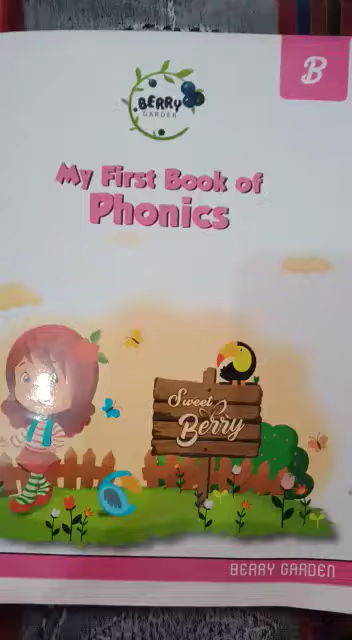 B
BERRY
GARDEN
My First Book of
Phonics
Sweet
Berry
BERRY GARDEN